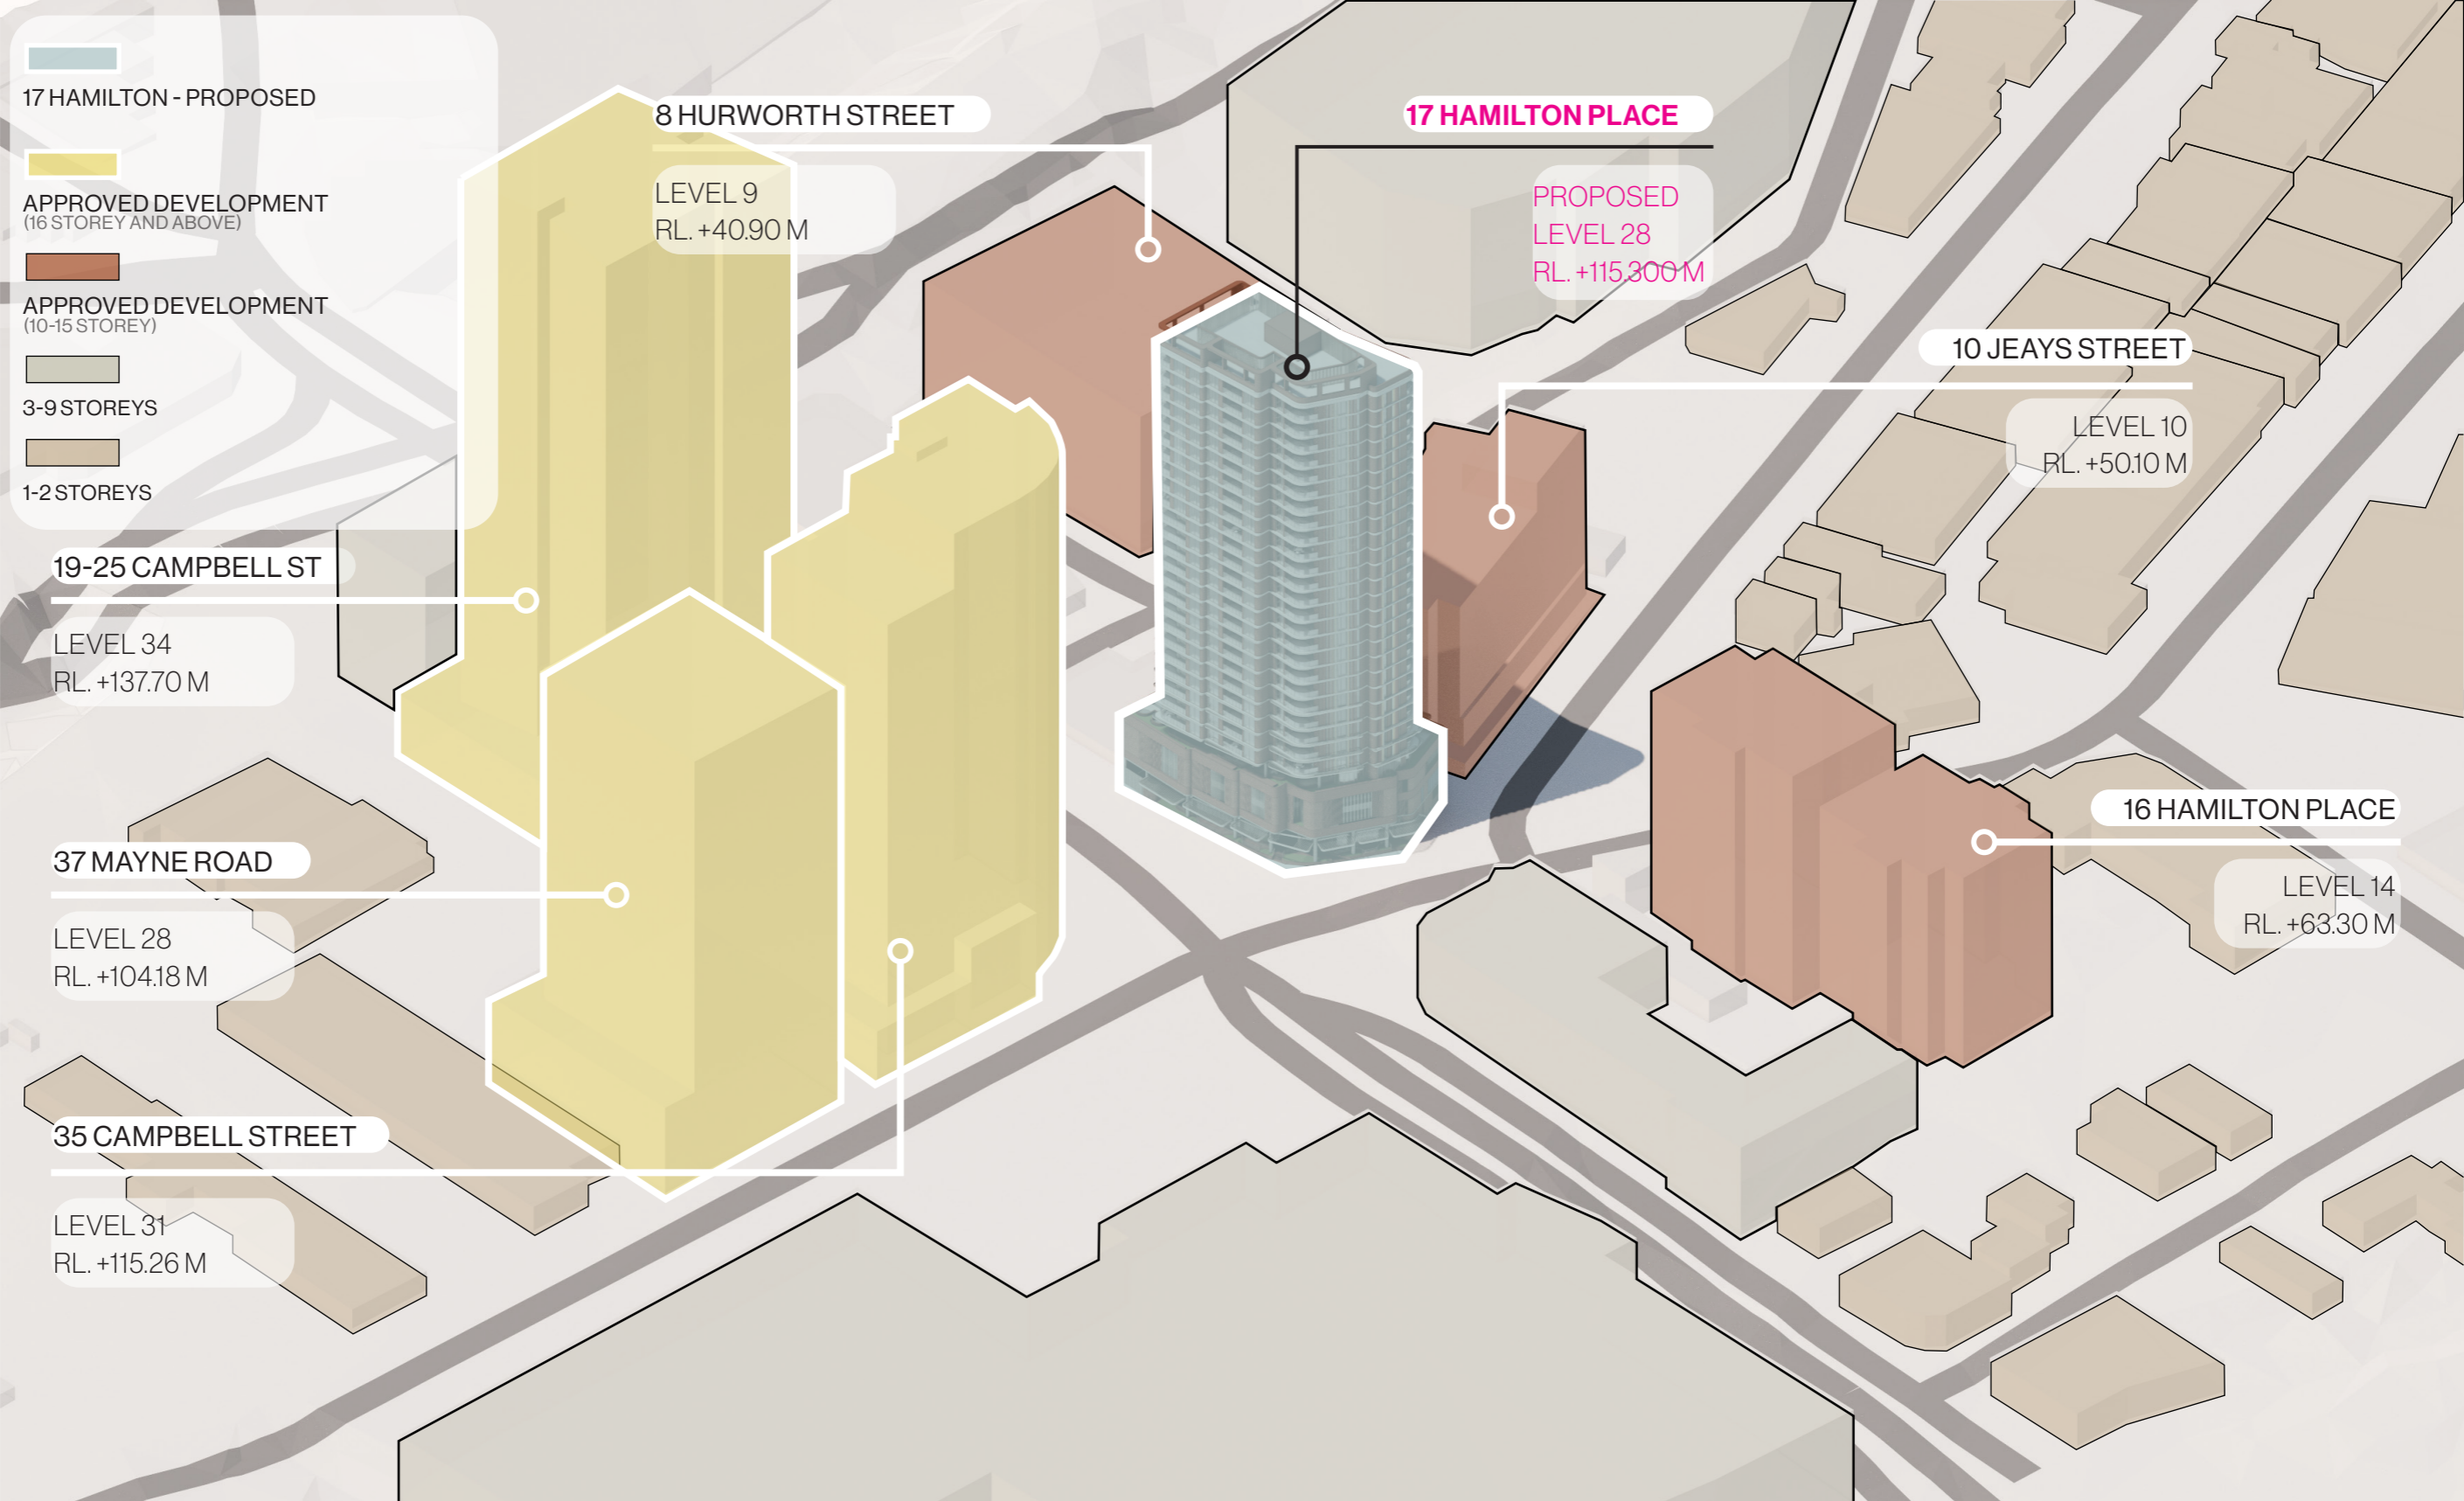 17 HAMILTON - PROPOSED
APPROVED DEVELOPMENT
(16 STOREY AND ABOVE)
APPROVED DEVELOPMENT
(10-15 STOREY)
3-9 STOREYS
1-2 STOREYS
8 HURWORTH STREET
LEVEL 9
RL. +40.90 M
17 HAMILTON PLACE
PROPOSED
LEVEL 28
RL. +115.300 M
10 JEAYS STREET
LEVEL 10
RL. +50.10 M
19-25 CAMPBELL ST
LEVEL 34
RL. +137.70 M
37 MAYNE ROAD
LEVEL 28
RL. +104.18 M
16 HAMILTON PLACE
LEVEL 14
RL. +63.30 M
35 CAMPBELL STREET
LEVEL 31
RL. +115.26 M